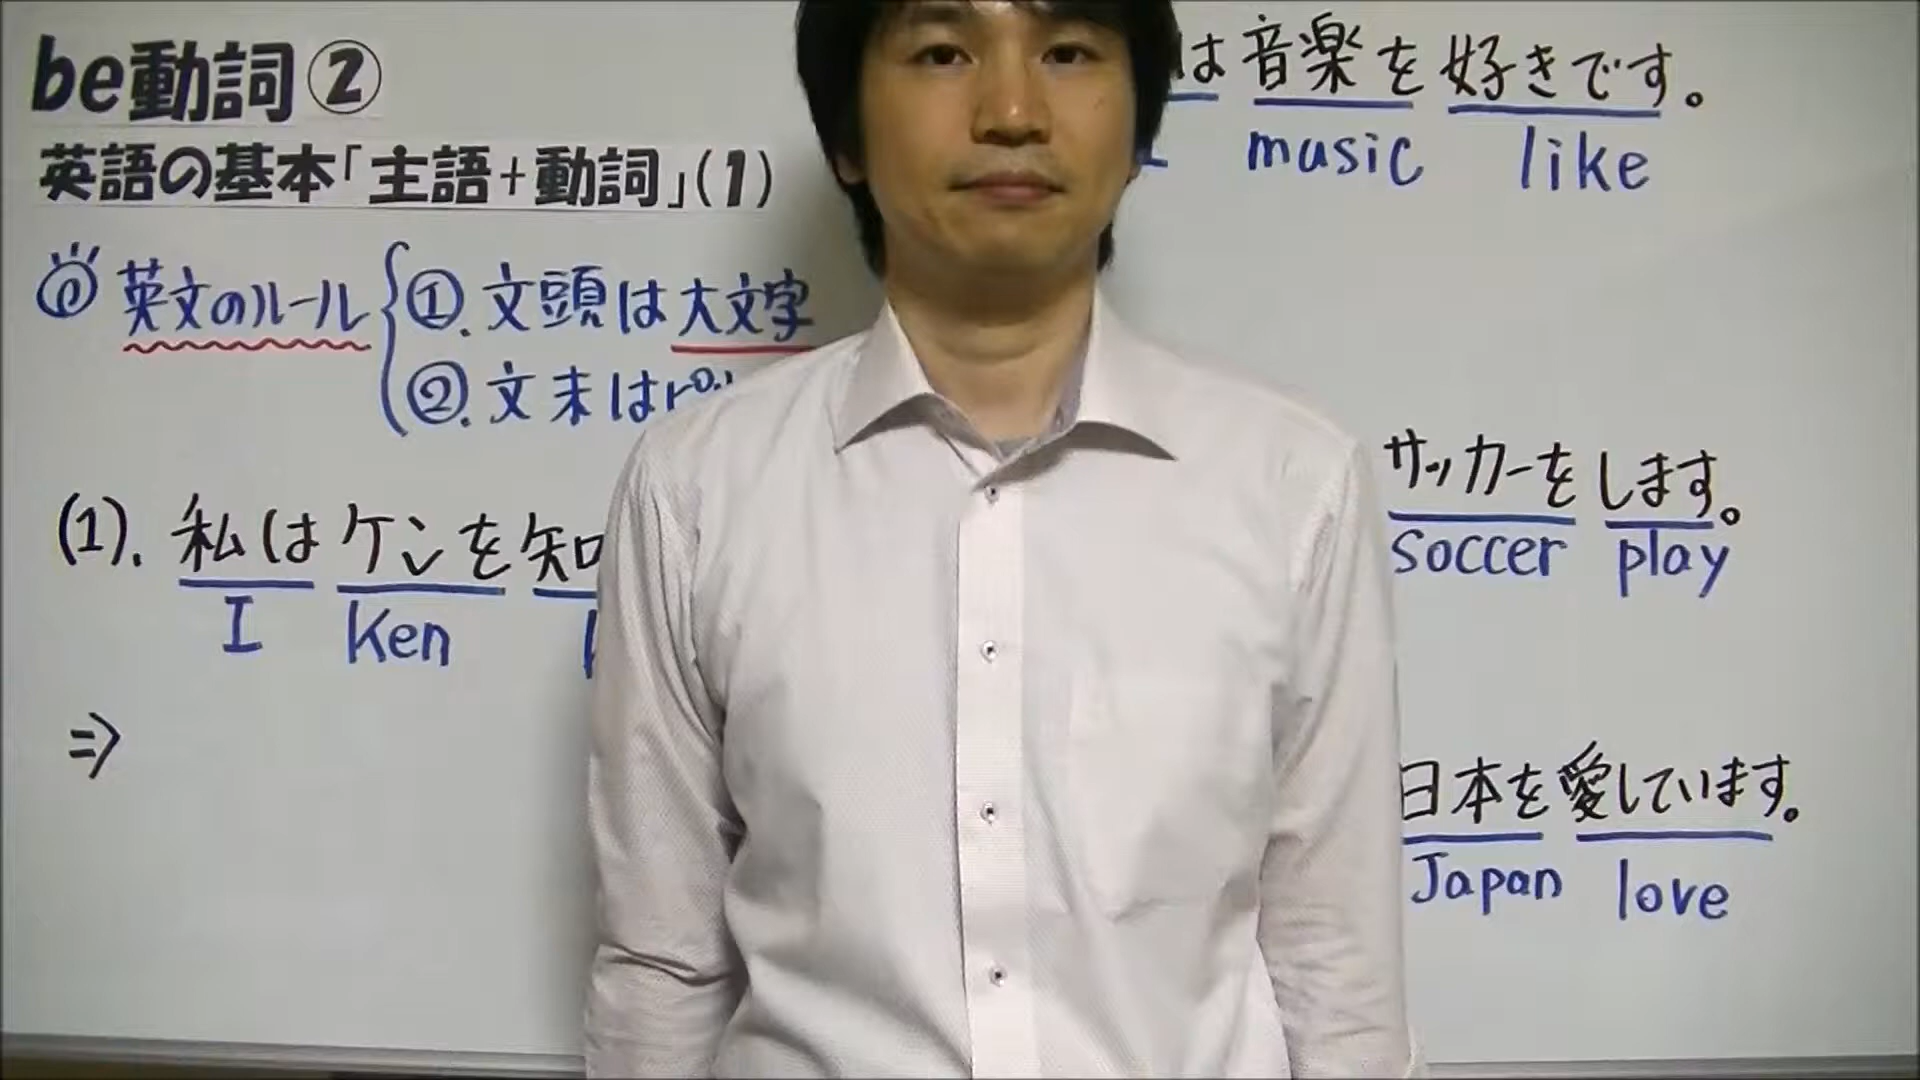 be動詞②
英語の基本「主語+動詞」(1)
英文のルール
①. 文頭は大文字
②. 文末は
(1). 私はケンを知
I Ken
⇒
は音楽を好きです。
music like
サッカーをします。
soccer play
日本を愛しています。
Japan love